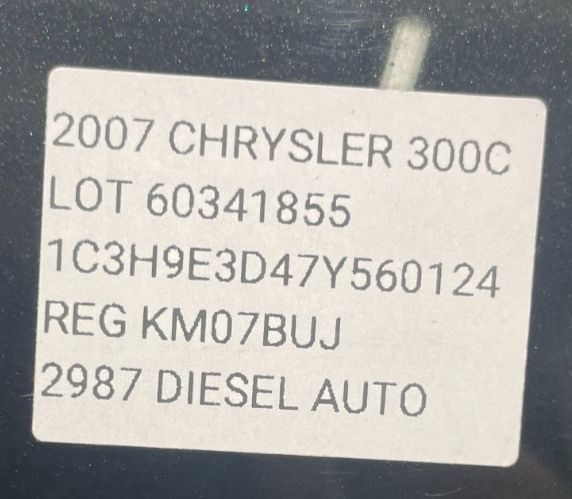 2007 CHRYSLER 300C
LOT 60341855
1C3H9E3D47Y560124
REG KM07BUJ
2987 DIESEL AUTO